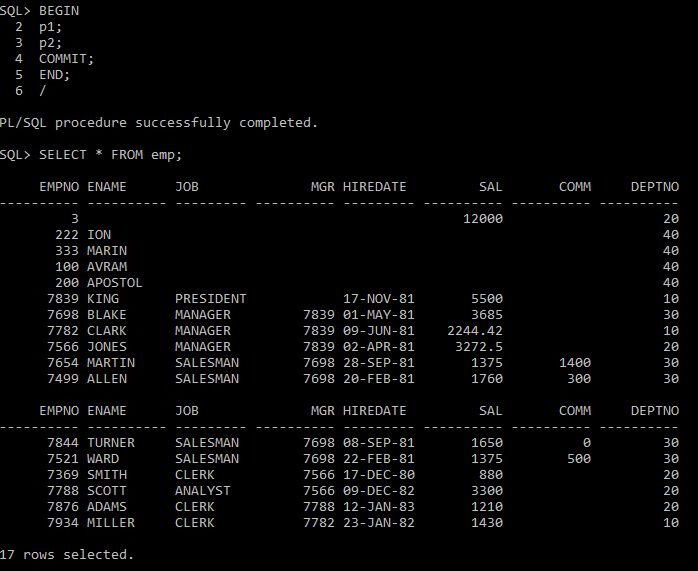 SQL> BEGIN
  2  p1;
  3  p2;
  4  COMMIT;
  5  END;
  6  /
PL/SQL procedure successfully completed.
SQL> SELECT * FROM emp;
     EMPNO ENAME      JOB              MGR HIREDATE         SAL       COMM     DEPTNO
---------- ---------- --------- ---------- --------- ---------- ---------- ----------
         3                                                12000                    20
       222 ION                                                                     40
       333 MARIN                                                                   40
       100 AVRAM                                                                   40
       200 APOSTOL                                                                 40
      7839 KING       PRESIDENT            17-NOV-81       5500                    10
      7698 BLAKE      MANAGER         7839 01-MAY-81       3685                    30
      7782 CLARK      MANAGER         7839 09-JUN-81    2244.42                    10
      7566 JONES      MANAGER         7839 02-APR-81     3272.5                    20
      7654 MARTIN     SALESMAN        7698 28-SEP-81       1375       1400         30
      7499 ALLEN      SALESMAN        7698 20-FEB-81       1760        300         30
     EMPNO ENAME      JOB              MGR HIREDATE         SAL       COMM     DEPTNO
---------- ---------- --------- ---------- --------- ---------- ---------- ----------
      7844 TURNER     SALESMAN        7698 08-SEP-81       1650          0         30
      7521 WARD       SALESMAN        7698 22-FEB-81       1375        500         30
      7369 SMITH      CLERK           7566 17-DEC-80        880                    20
      7788 SCOTT      ANALYST         7566 09-DEC-82       3300                    20
      7876 ADAMS      CLERK           7788 12-JAN-83       1210                    20
      7934 MILLER     CLERK           7782 23-JAN-82       1430                    10
17 rows selected.